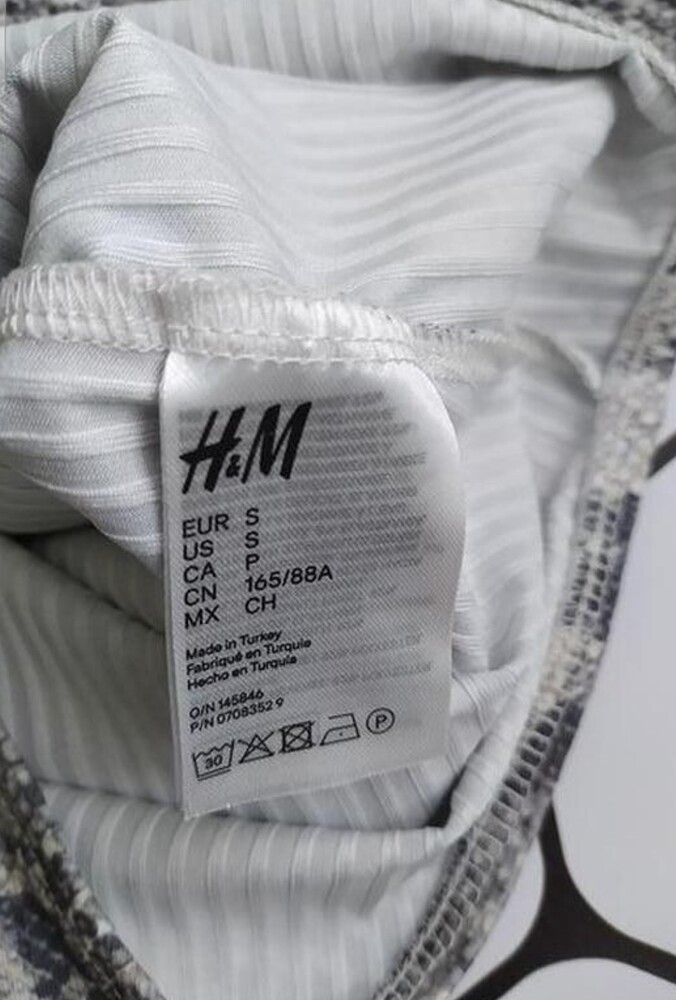 H&M
EUR S
US S
CA P
CN 165/88A
MX CH
Made in Turkey
Fabriqué en Turquie
Hecho en Turquía
O/N 145846
P/N 0708352 9
30
P